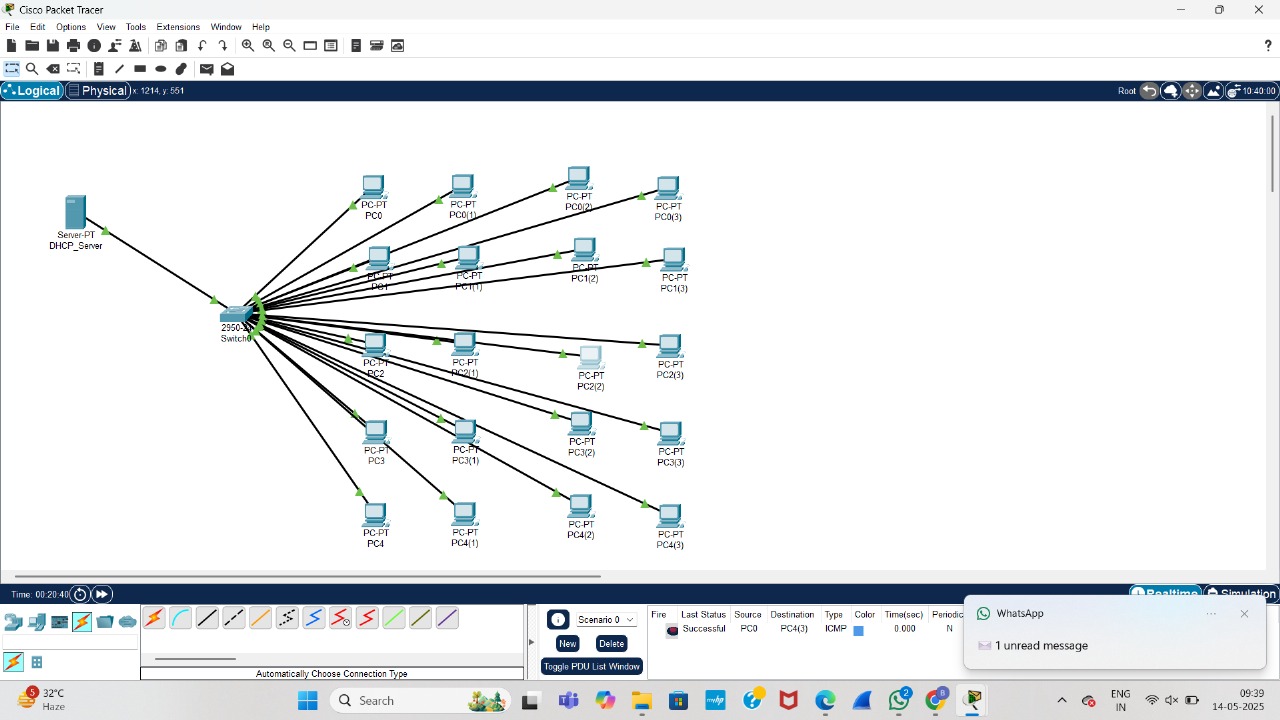 Cisco Packet Tracer
File Edit Options View Tools Extensions Window Help
Logical Physical x: 1214, y: 551 Root 10:40:00
PC-PT
PC0
PC-PT
PC0(1)
PC-PT
PC0(2)
PC-PT
PC0(3)
Server-PT
DHCP_Server
PC-PT
PC1
PC-PT
PC1(1)
PC-PT
PC1(2)
PC-PT
PC1(3)
Switch0
PC-PT
PC2
PC-PT
PC2(1)
PC-PT
PC2(2)
PC-PT
PC2(3)
PC-PT
PC3
PC-PT
PC3(1)
PC-PT
PC3(2)
PC-PT
PC3(3)
PC-PT
PC4
PC-PT
PC4(1)
PC-PT
PC4(2)
PC-PT
PC4(3)
Time: 00:20:40 Realtime Simulation
Scenario 0
New Delete
Toggle PDU List Window
Automatically Choose Connection Type
Fire Last Status Source Destination Type Color Time(sec) Periodic
Successful PC0 PC4(3) ICMP 0.000 N
WhatsApp
1 unread message
5
32°C
Haze
Search
2
ENG
IN
09:39
14-05-2025